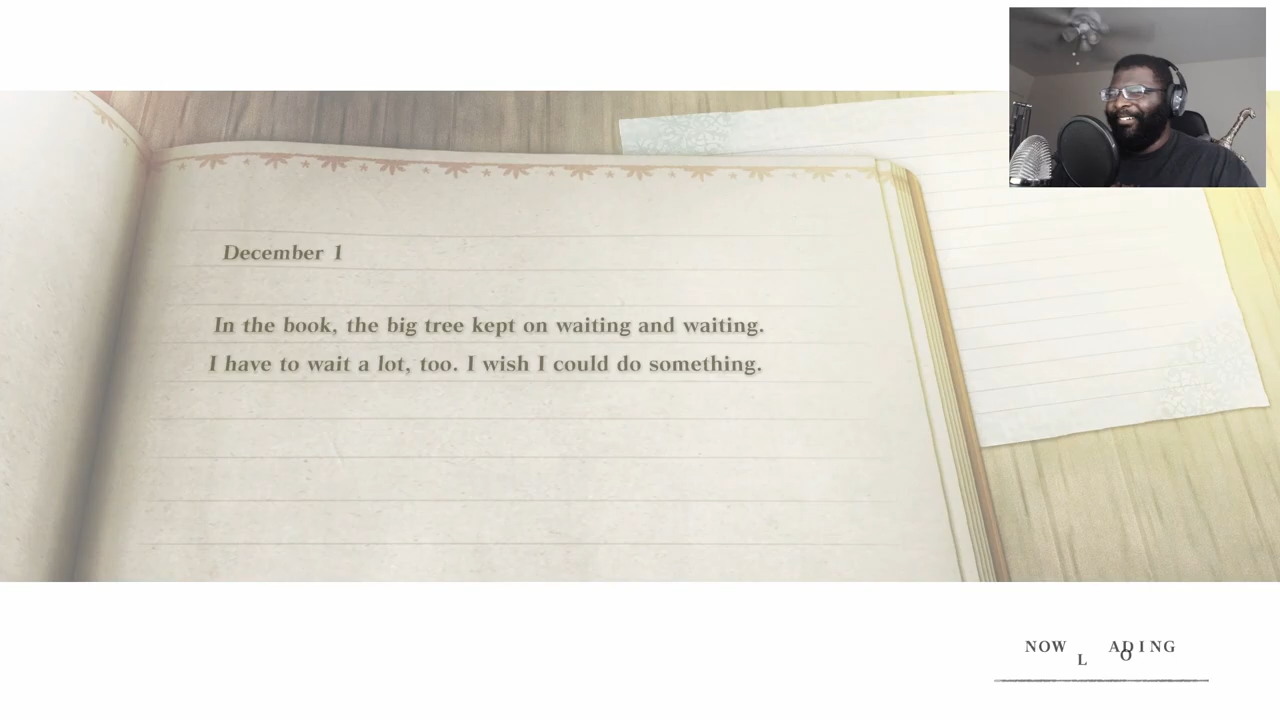 December 1
In the book, the big tree kept on waiting and waiting.
I have to wait a lot, too. I wish I could do something.
NOW LOADING